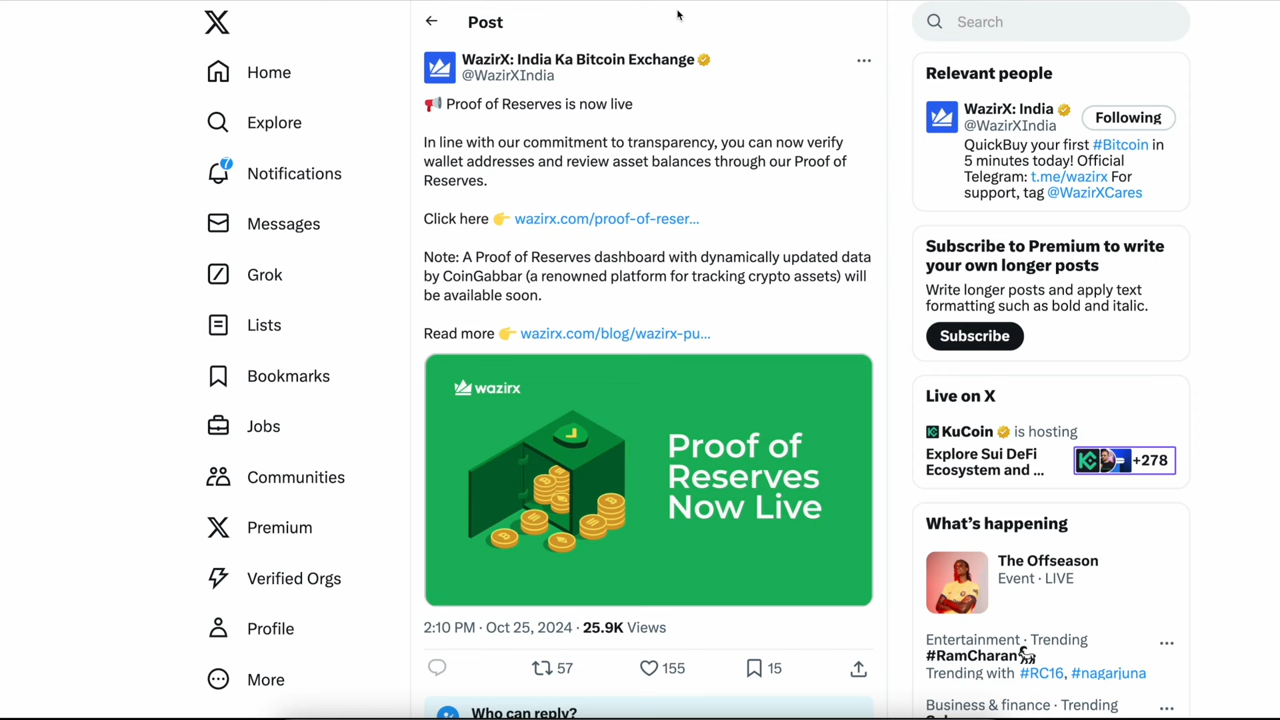 Post
Search
WazirX: India Ka Bitcoin Exchange
@WazirXIndia
📢 Proof of Reserves is now live
In line with our commitment to transparency, you can now verify
wallet addresses and review asset balances through our Proof of
Reserves.
Click here 👉 wazirx.com/proof-of-reser...
Note: A Proof of Reserves dashboard with dynamically updated data
by CoinGabbar (a renowned platform for tracking crypto assets) will
be available soon.
Read more 👉 wazirx.com/blog/wazirx-pu...
wazirx
Proof of
Reserves
Now Live
2:10 PM · Oct 25, 2024 · 25.9K Views
57
155
15
Who can reply?
Home
Explore
7
Notifications
Messages
Grok
Lists
Bookmarks
Jobs
Communities
Premium
Verified Orgs
Profile
More
Relevant people
WazirX: India
@WazirXIndia
Following
QuickBuy your first #Bitcoin in
5 minutes today! Official
Telegram: t.me/wazirx For
support, tag @WazirXCares
Subscribe to Premium to write
your own longer posts
Write longer posts and apply text
formatting such as bold and italic.
Subscribe
Live on X
KuCoin is hosting
Explore Sui DeFi
Ecosystem and ...
+278
What's happening
The Offseason
Event · LIVE
Entertainment · Trending
#RamCharan
Trending with #RC16, #nagarjuna
Business & finance · Trending